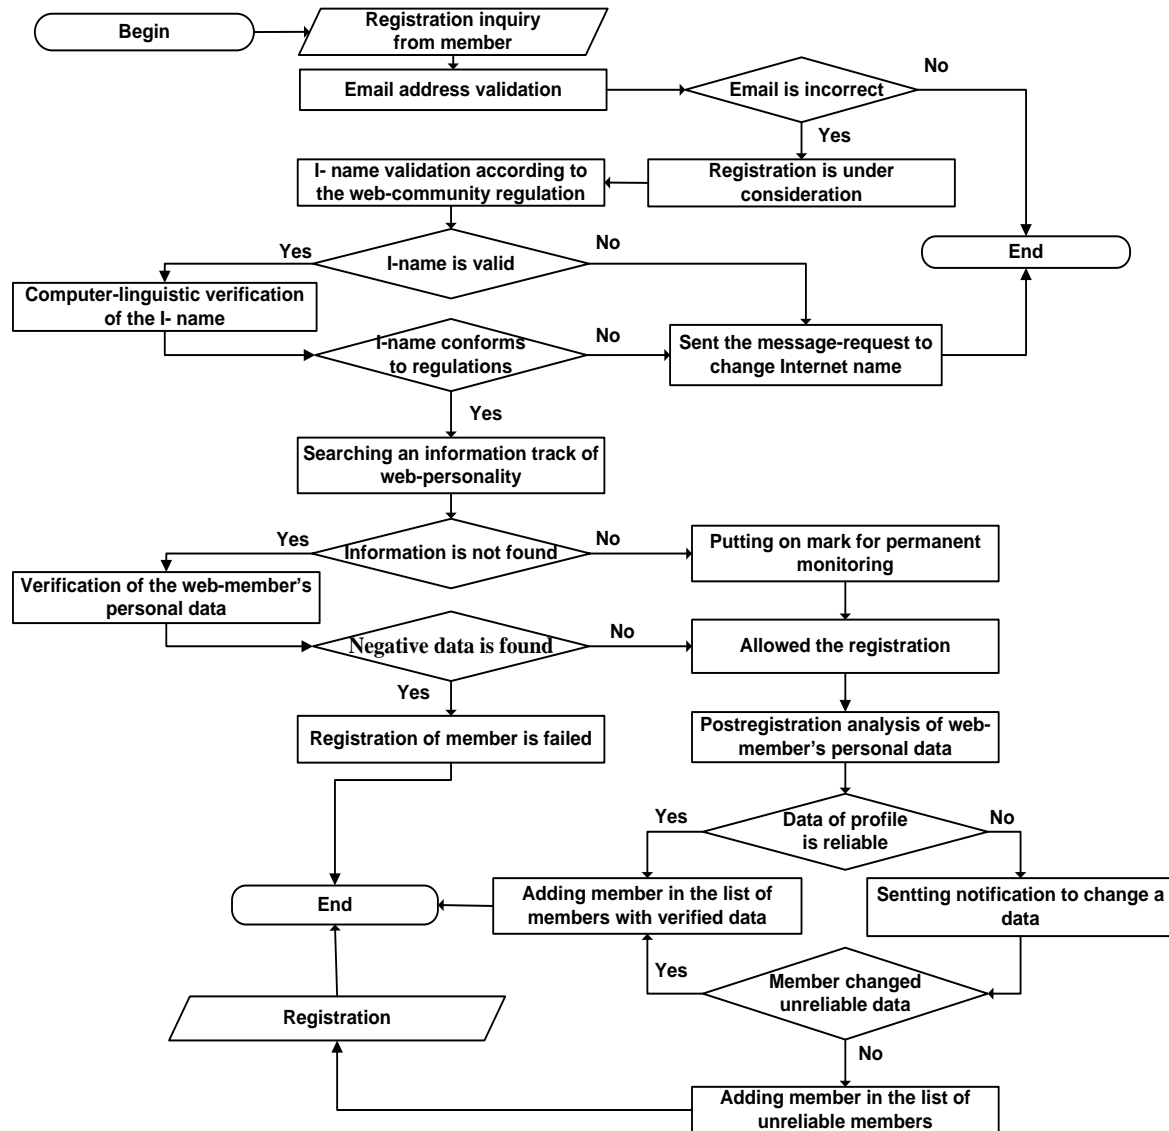 Begin
Registration inquiry
from member
Email address validation
Email is incorrect
No
Yes
I- name validation according to
the web-community regulation
Registration is under
consideration
Yes
I-name is valid
No
End
Computer-linguistic verification
of the I- name
I-name conforms
to regulations
No
Sent the message-request to
change Internet name
Yes
Searching an information track of
web-personality
Yes
Information is not found
No
Putting on mark for permanent
monitoring
Verification of the web-member's
personal data
Negative data is found
No
Allowed the registration
Yes
Registration of member is failed
Postregistration analysis of web-
member's personal data
Yes
Data of profile
is reliable
No
End
Adding member in the list of
members with verified data
Sentting notification to change a
data
Yes
Member changed
unreliable data
Registration
No
Adding member in the list of
unreliable members